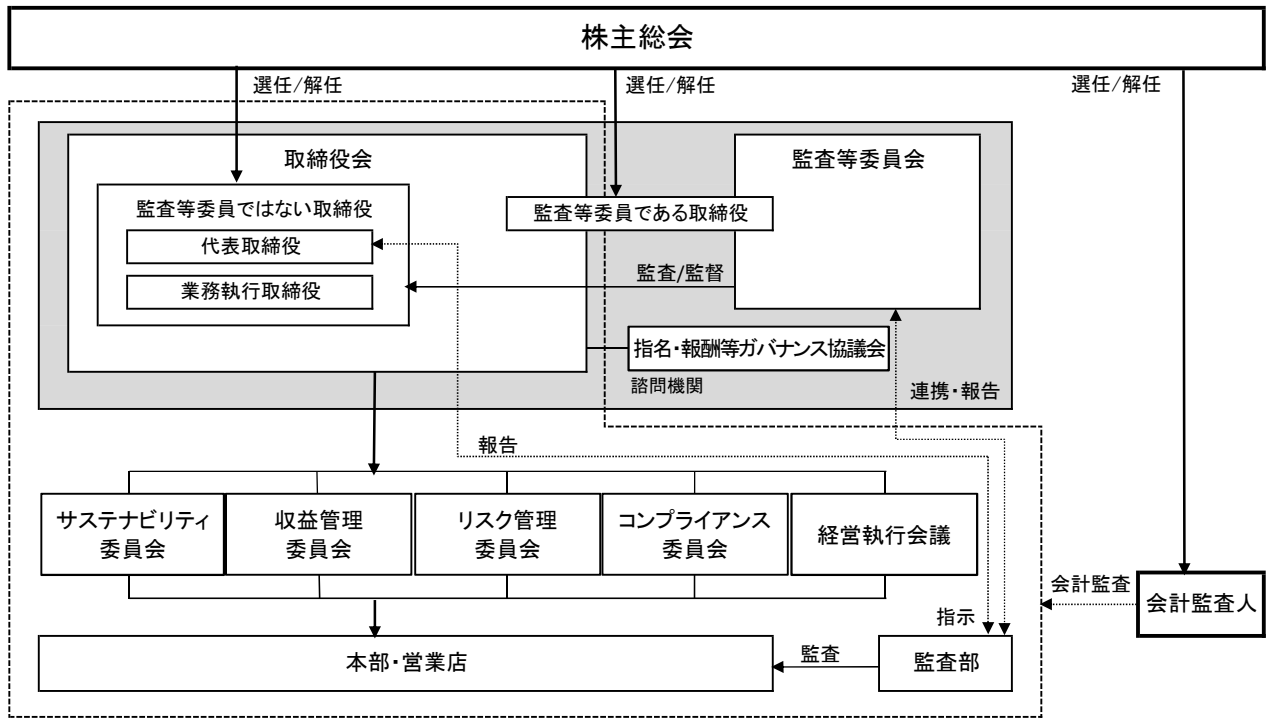 株主総会
選任/解任
選任/解任
選任/解任
取締役会
監査等委員会
監査等委員ではない取締役
監査等委員である取締役
代表取締役
業務執行取締役
監査/監督
指名・報酬等ガバナンス協議会
諮問機関
連携・報告
報告
サステナビリティ
委員会
収益管理
委員会
リスク管理
委員会
コンプライアンス
委員会
経営執行会議
会計監査
会計監査人
指示
本部・営業店
監査
監査部